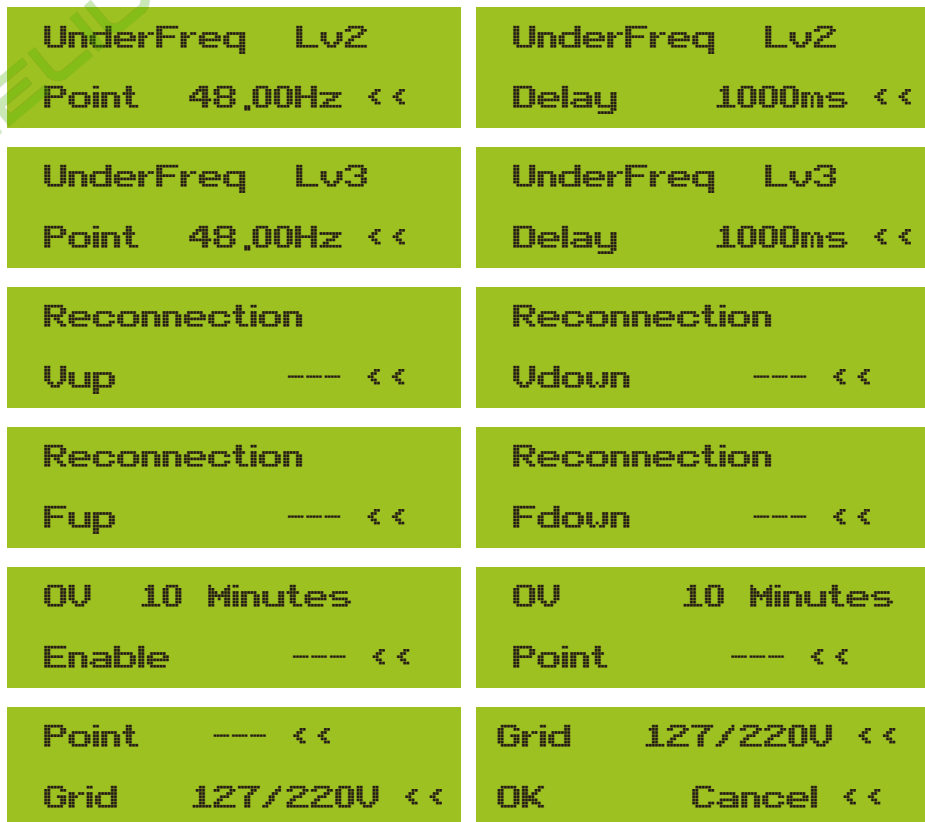 UnderFreq Lv2
Point 48.00Hz <<
UnderFreq Lv2
Delay 1000ms <<
UnderFreq Lv3
Point 48.00Hz <<
UnderFreq Lv3
Delay 1000ms <<
Reconnection
Vup --- <<
Reconnection
Vdown --- <<
Reconnection
Fup --- <<
Reconnection
Fdown --- <<
OV 10 Minutes
Enable --- <<
OV 10 Minutes
Point --- <<
Point --- <<
Grid 127/220V <<
Grid 127/220V <<
OK Cancel <<